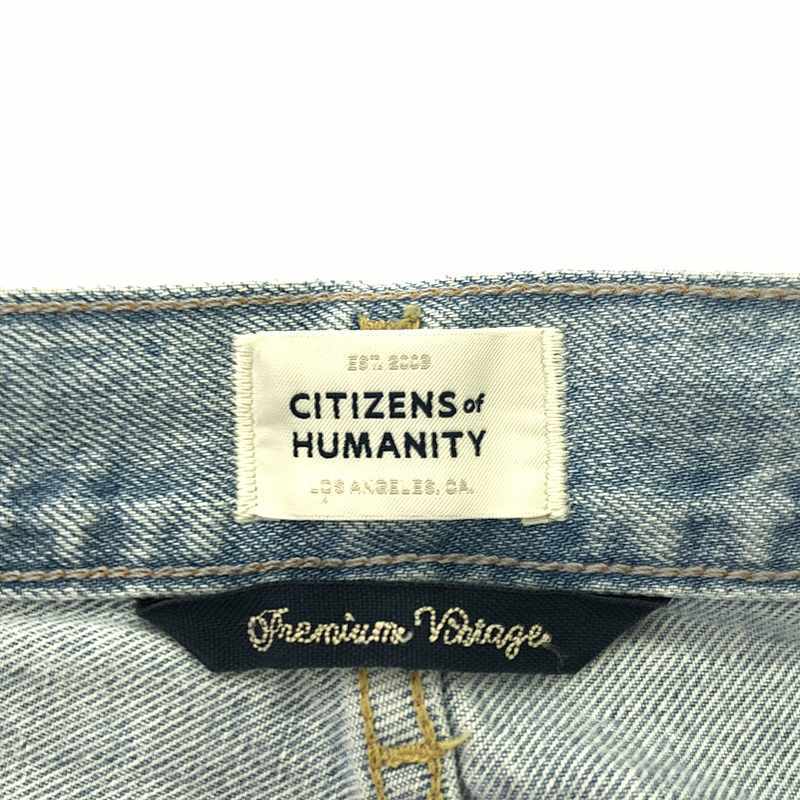 EST. 2003
CITIZENS of
HUMANITY
LOS ANGELES, CA.
Premium Vintage